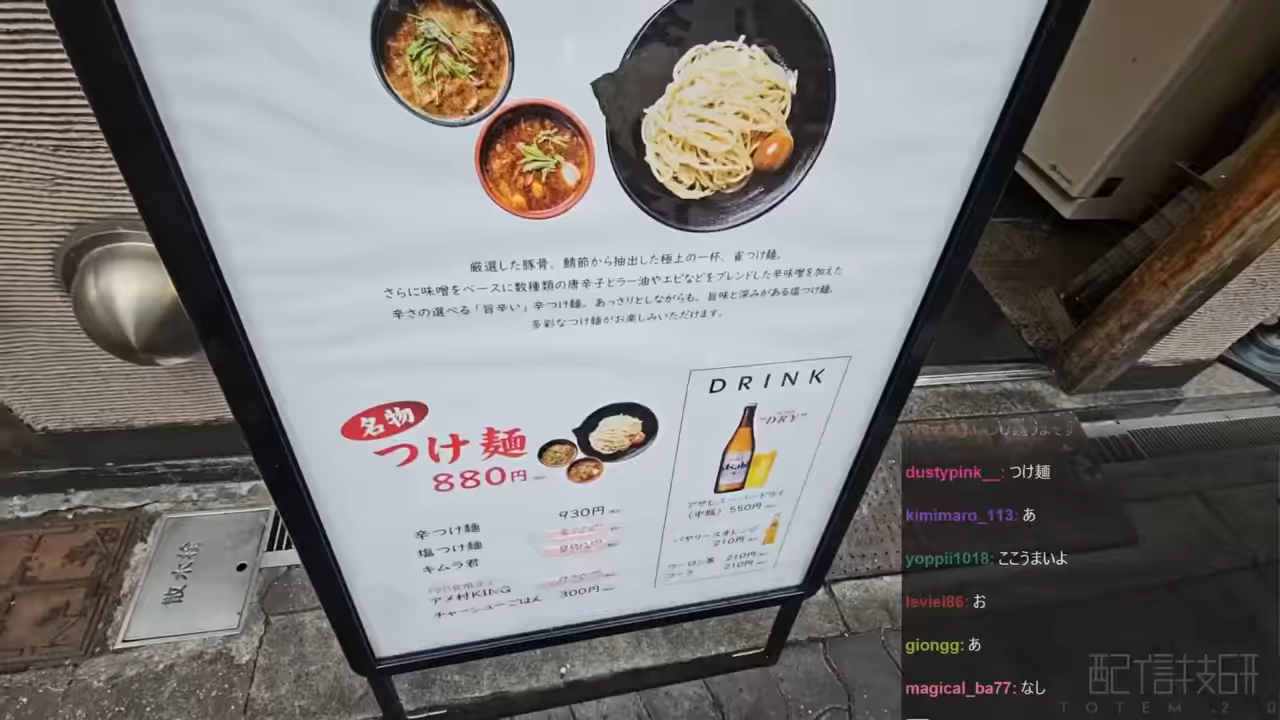 厳選した豚骨、鯖節から抽出した極上の一杯、雀つけ麺。
さらに味噌をベースに数種類の唐辛子とラー油やエビなどをブレンドした辛味噌を加えた
辛さの選べる「旨辛い」辛つけ麺。あっさりとしながらも、旨味と深みがある塩つけ麺。
多彩なつけ麺がお楽しみいただけます。
名物
つけ麺
880円
辛つけ麺 930円
塩つけ麺
キムラ君
アメ村KING
チャーシューごはん 300円
DRINK
"DRY"
Asahi
アサヒスーパードライ
(中瓶) 550円
バヤリースオレンジ
210円
ウーロン茶 210円
コーラ 210円
散水栓
dustypink__: つけ麺
kimimaro_113: あ
yoppii1018: ここうまいよ
leviel86: お
giongg: あ
magical_ba77: なし
配信技研
TOTEM .2